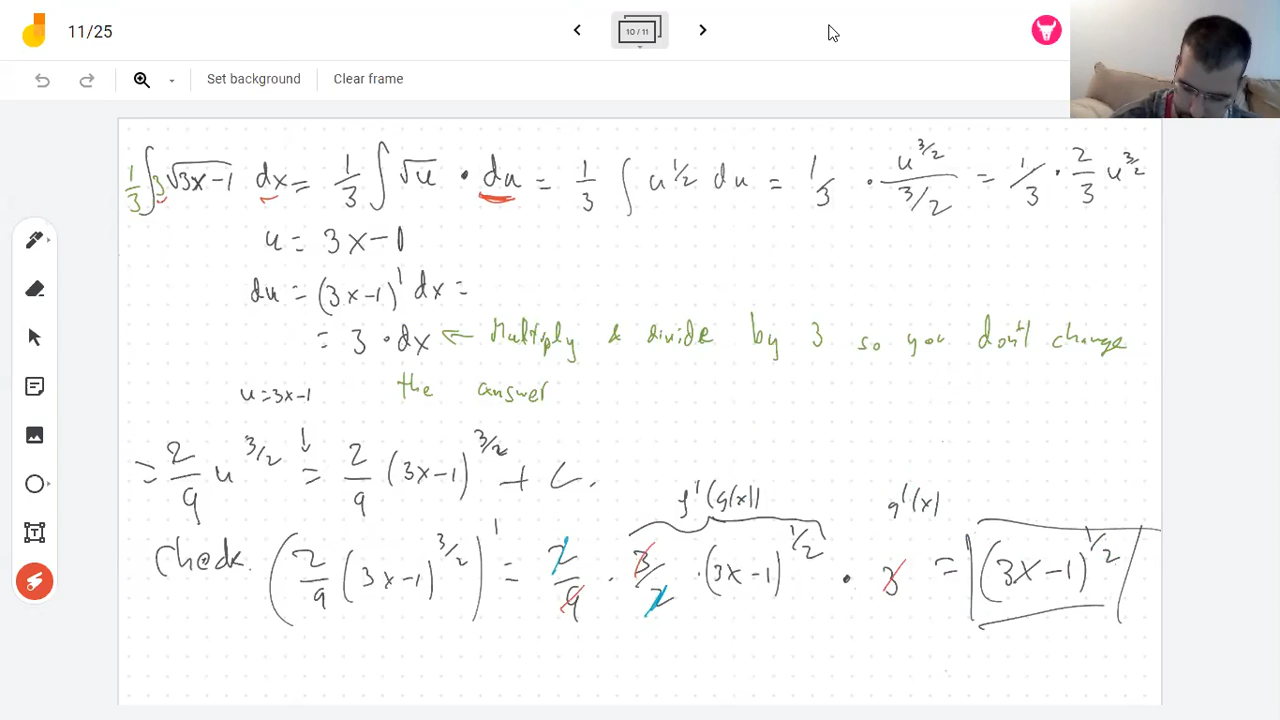 11/25
10 / 11
Set background
Clear frame
1/3 ∫ 3√(3x-1) dx = 1/3 ∫ √u · du = 1/3 ∫ u^(1/2) du = 1/3 · u^(3/2)/(3/2) = 1/3 · 2/3 u^(3/2)
u = 3x-1
du = (3x-1)' dx =
= 3 · dx ← Multiply & divide by 3 so you don't change
the answer
u=3x-1
= 2/9 u^(3/2) ↓ = 2/9 (3x-1)^(3/2) + C.
f'(g(x)) g'(x)
Check. (2/9 (3x-1)^(3/2))' = 2/9 · 3/2 · (3x-1)^(1/2) · 3 = (3x-1)^(1/2)